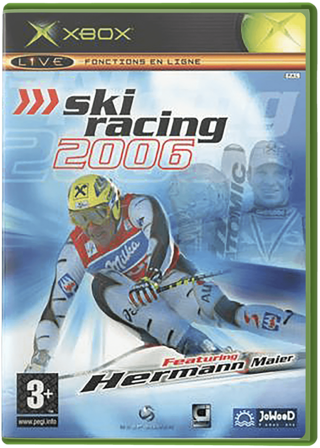 XBOX
LIVE FONCTIONS EN LIGNE
PAL
ski
racing
2006
ATOMIC
Milka
Featuring
Hermann Maier
3+
www.pegi.info
JoWooD